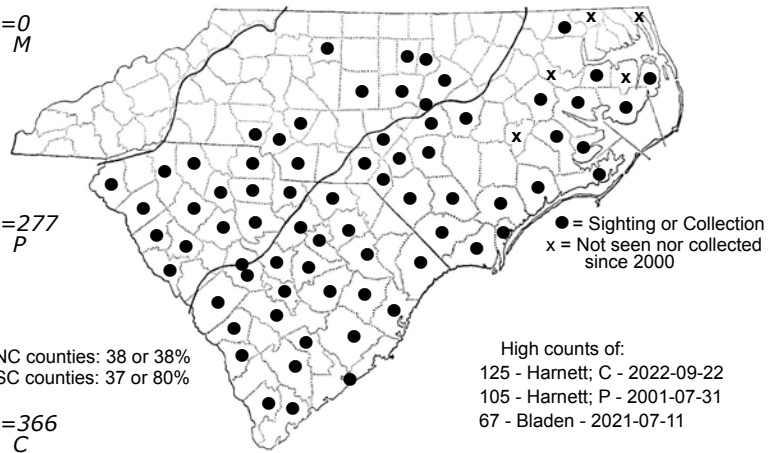 =0
M
=277
P
● = Sighting or Collection
x = Not seen nor collected
since 2000
NC counties: 38 or 38%
SC counties: 37 or 80%
=366
C
High counts of:
125 - Harnett; C - 2022-09-22
105 - Harnett; P - 2001-07-31
67 - Bladen - 2021-07-11
x
x
x
x
x